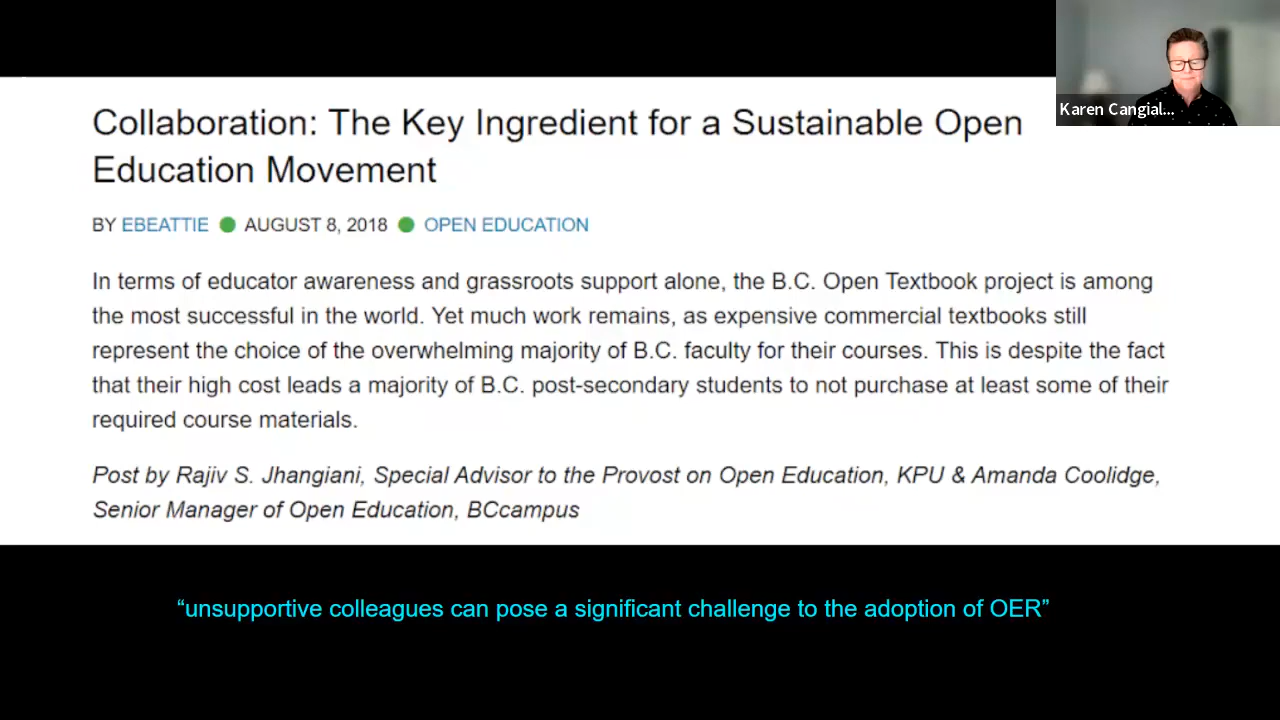 Collaboration: The Key Ingredient for a Sustainable Open
Education Movement
BY EBEATTIE ● AUGUST 8, 2018 ● OPEN EDUCATION
In terms of educator awareness and grassroots support alone, the B.C. Open Textbook project is among
the most successful in the world. Yet much work remains, as expensive commercial textbooks still
represent the choice of the overwhelming majority of B.C. faculty for their courses. This is despite the fact
that their high cost leads a majority of B.C. post-secondary students to not purchase at least some of their
required course materials.
Post by Rajiv S. Jhangiani, Special Advisor to the Provost on Open Education, KPU & Amanda Coolidge,
Senior Manager of Open Education, BCcampus
“unsupportive colleagues can pose a significant challenge to the adoption of OER”
Karen Cangial...